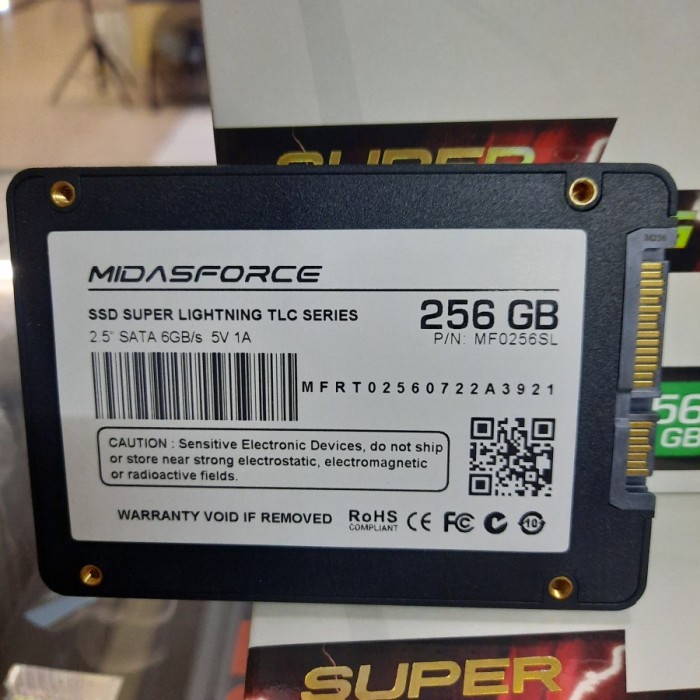 SUPER
MIDASFORCE
SSD SUPER LIGHTNING TLC SERIES
2.5" SATA 6GB/s 5V 1A
256 GB
P/N: MF0256SL
MFRT02560722A3921
CAUTION : Sensitive Electronic Devices, do not ship
or store near strong electrostatic, electromagnetic
or radioactive fields.
WARRANTY VOID IF REMOVED
RoHS
COMPLIANT
CE FC
10
56
GB
SUPER